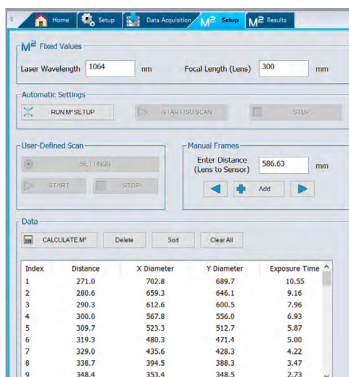 Home Setup Data Acquisition M² Setup M² Results
M² Fixed Values
Laser Wavelength 1064 nm Focal Length (Lens) 300 mm
Automatic Settings
RUN M² SETUP START ISO SCAN STOP
User-Defined Scan
SETTINGS
START STOP
Manual Frames
Enter Distance
(Lens to Sensor) 586.63 mm
Add
Data
CALCULATE M² Delete Sort Clear All
Index Distance X Diameter Y Diameter Exposure Time
1 271.0 702.8 689.7 10.55
2 280.6 659.3 646.1 9.16
3 290.3 612.6 600.5 7.96
4 300.0 567.8 556.0 6.93
5 309.7 523.3 512.7 5.87
6 319.3 480.3 471.4 5.00
7 329.0 435.6 428.3 4.22
8 338.7 394.5 388.3 3.47
9 348.4 353.4 348.5 2.73